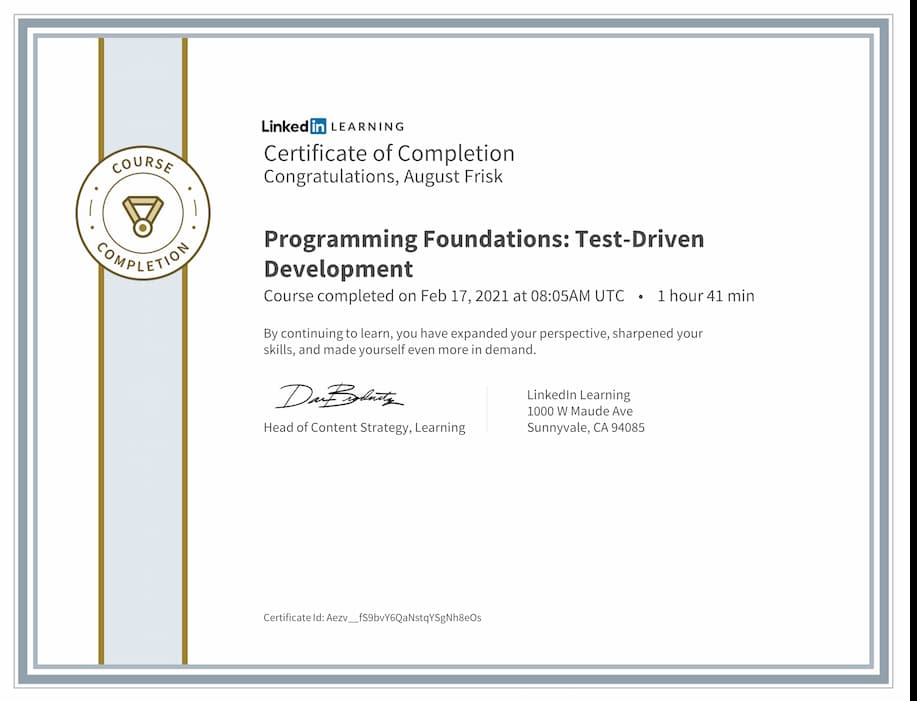 COURSE
COMPLETION
Linked in LEARNING
Certificate of Completion
Congratulations, August Frisk
Programming Foundations: Test-Driven
Development
Course completed on Feb 17, 2021 at 08:05AM UTC • 1 hour 41 min
By continuing to learn, you have expanded your perspective, sharpened your
skills, and made yourself even more in demand.
Head of Content Strategy, Learning
LinkedIn Learning
1000 W Maude Ave
Sunnyvale, CA 94085
Certificate Id: Aezv__fS9bvY6QaNstqYSgNh8eOs